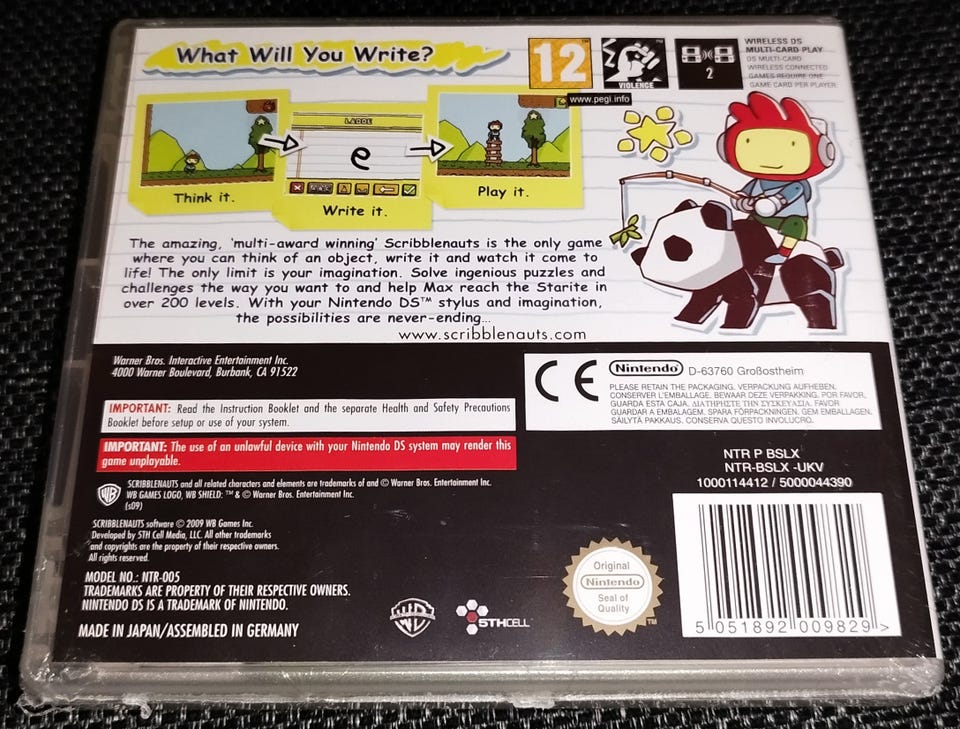 What Will You Write?
12
VIOLENCE
www.pegi.info
2
WIRELESS DS
MULTI-CARD PLAY
DS MULTI-CARD
WIRELESS CONNECTED
GAMES REQUIRE ONE
GAME CARD PER PLAYER
Think it.
e
Write it.
Play it.
The amazing, 'multi-award winning' Scribblenauts is the only game
where you can think of an object, write it and watch it come to
life! The only limit is your imagination. Solve ingenious puzzles and
challenges the way you want to and help Max reach the Starite in
over 200 levels. With your Nintendo DS™ stylus and imagination,
the possibilities are never-ending...
www.scribblenauts.com
Warner Bros. Interactive Entertainment Inc.
4000 Warner Boulevard, Burbank, CA 91522
IMPORTANT: Read the Instruction Booklet and the separate Health and Safety Precautions
Booklet before setup or use of your system.
IMPORTANT: The use of an unlawful device with your Nintendo DS system may render this
game unplayable.
WB
SCRIBBLENAUTS and all related characters and elements are trademarks of and © Warner Bros. Entertainment Inc.
WB GAMES LOGO, WB SHIELD: ™ & © Warner Bros. Entertainment Inc.
(s09)
SCRIBBLENAUTS software © 2009 WB Games Inc.
Developed by 5TH Cell Media, LLC. All other trademarks
and copyrights are the property of their respective owners.
All rights reserved.
MODEL NO.: NTR-005
TRADEMARKS ARE PROPERTY OF THEIR RESPECTIVE OWNERS.
NINTENDO DS IS A TRADEMARK OF NINTENDO.
MADE IN JAPAN/ASSEMBLED IN GERMANY
WB
5TH CELL
CE
Nintendo D-63760 Großostheim
PLEASE RETAIN THE PACKAGING. VERPACKUNG AUFHEBEN.
CONSERVER L'EMBALLAGE. BEWAAR DEZE VERPAKKING. POR FAVOR,
GUARDA ESTA CAJA. ΔΙΑΤΗΡΗΣΤΕ ΤΗΝ ΣΥΣΚΕΥΑΣΙΑ. FAVOR
GUARDAR A EMBALAGEM. SPARA FÖRPACKNINGEN. GEM EMBALLAGEN.
SÄILYTÄ PAKKAUS. CONSERVA QUESTO INVOLUCRO.
NTR P BSLX
NTR-BSLX -UKV
1000114412 / 5000044390
Original
Nintendo
Seal of
Quality
TM
5 051892 009829 >